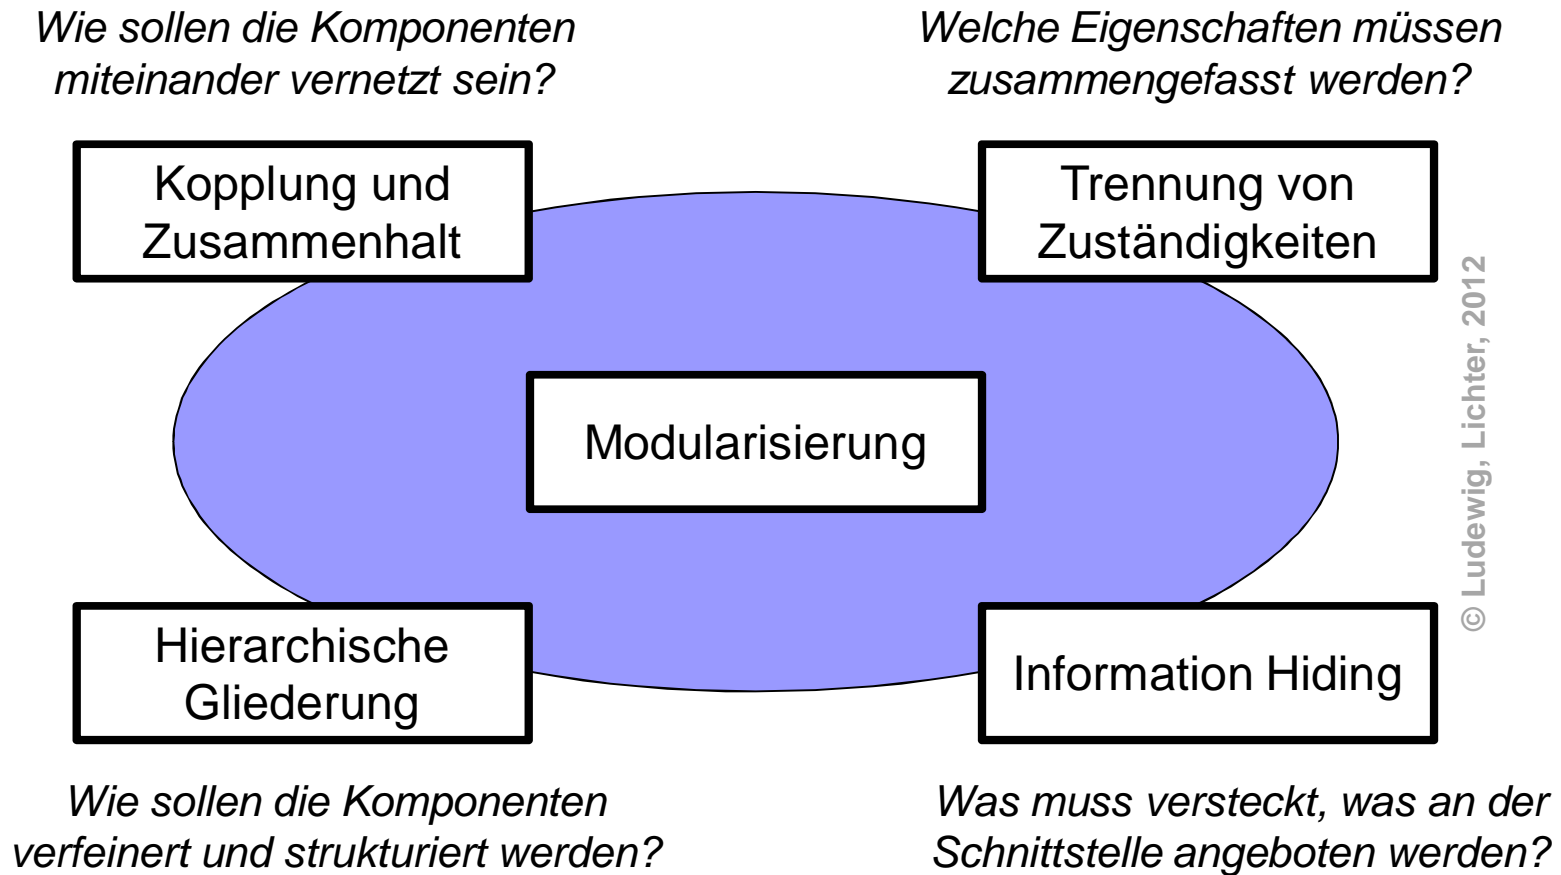 Wie sollen die Komponenten
miteinander vernetzt sein?
Welche Eigenschaften müssen
zusammengefasst werden?
Kopplung und
Zusammenhalt
Trennung von
Zuständigkeiten
Modularisierung
Hierarchische
Gliederung
Information Hiding
Wie sollen die Komponenten
verfeinert und strukturiert werden?
Was muss versteckt, was an der
Schnittstelle angeboten werden?
© Ludewig, Lichter, 2012